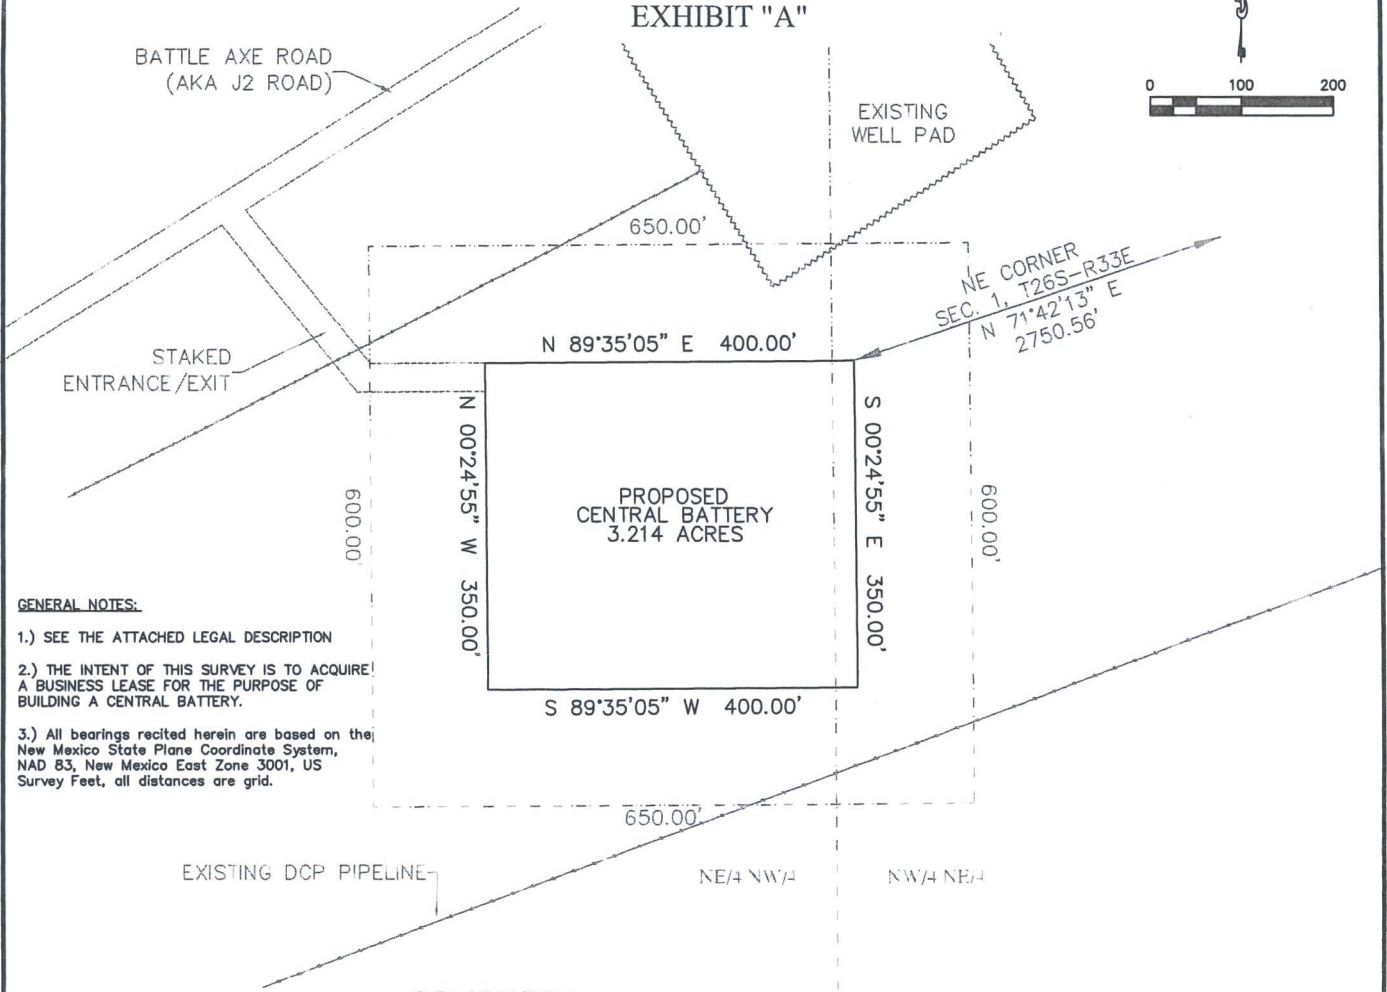 EXHIBIT "A"
BATTLE AXE ROAD
(AKA J2 ROAD)
EXISTING
WELL PAD
0 100 200
650.00'
NE CORNER
SEC. 1, T26S-R33E
N 71°42'13" E
2750.56'
STAKED
ENTRANCE/EXIT
N 89°35'05" E 400.00'
N 00°24'55" W 350.00'
S 00°24'55" E 350.00'
600.00'
600.00'
PROPOSED
CENTRAL BATTERY
3.214 ACRES
GENERAL NOTES:
1.) SEE THE ATTACHED LEGAL DESCRIPTION
2.) THE INTENT OF THIS SURVEY IS TO ACQUIRE
A BUSINESS LEASE FOR THE PURPOSE OF
BUILDING A CENTRAL BATTERY.
3.) All bearings recited herein are based on the
New Mexico State Plane Coordinate System,
NAD 83, New Mexico East Zone 3001, US
Survey Feet, all distances are grid.
S 89°35'05" W 400.00'
650.00'
EXISTING DCP PIPELINE
NE/4 NW/4
NW/4 NE/4